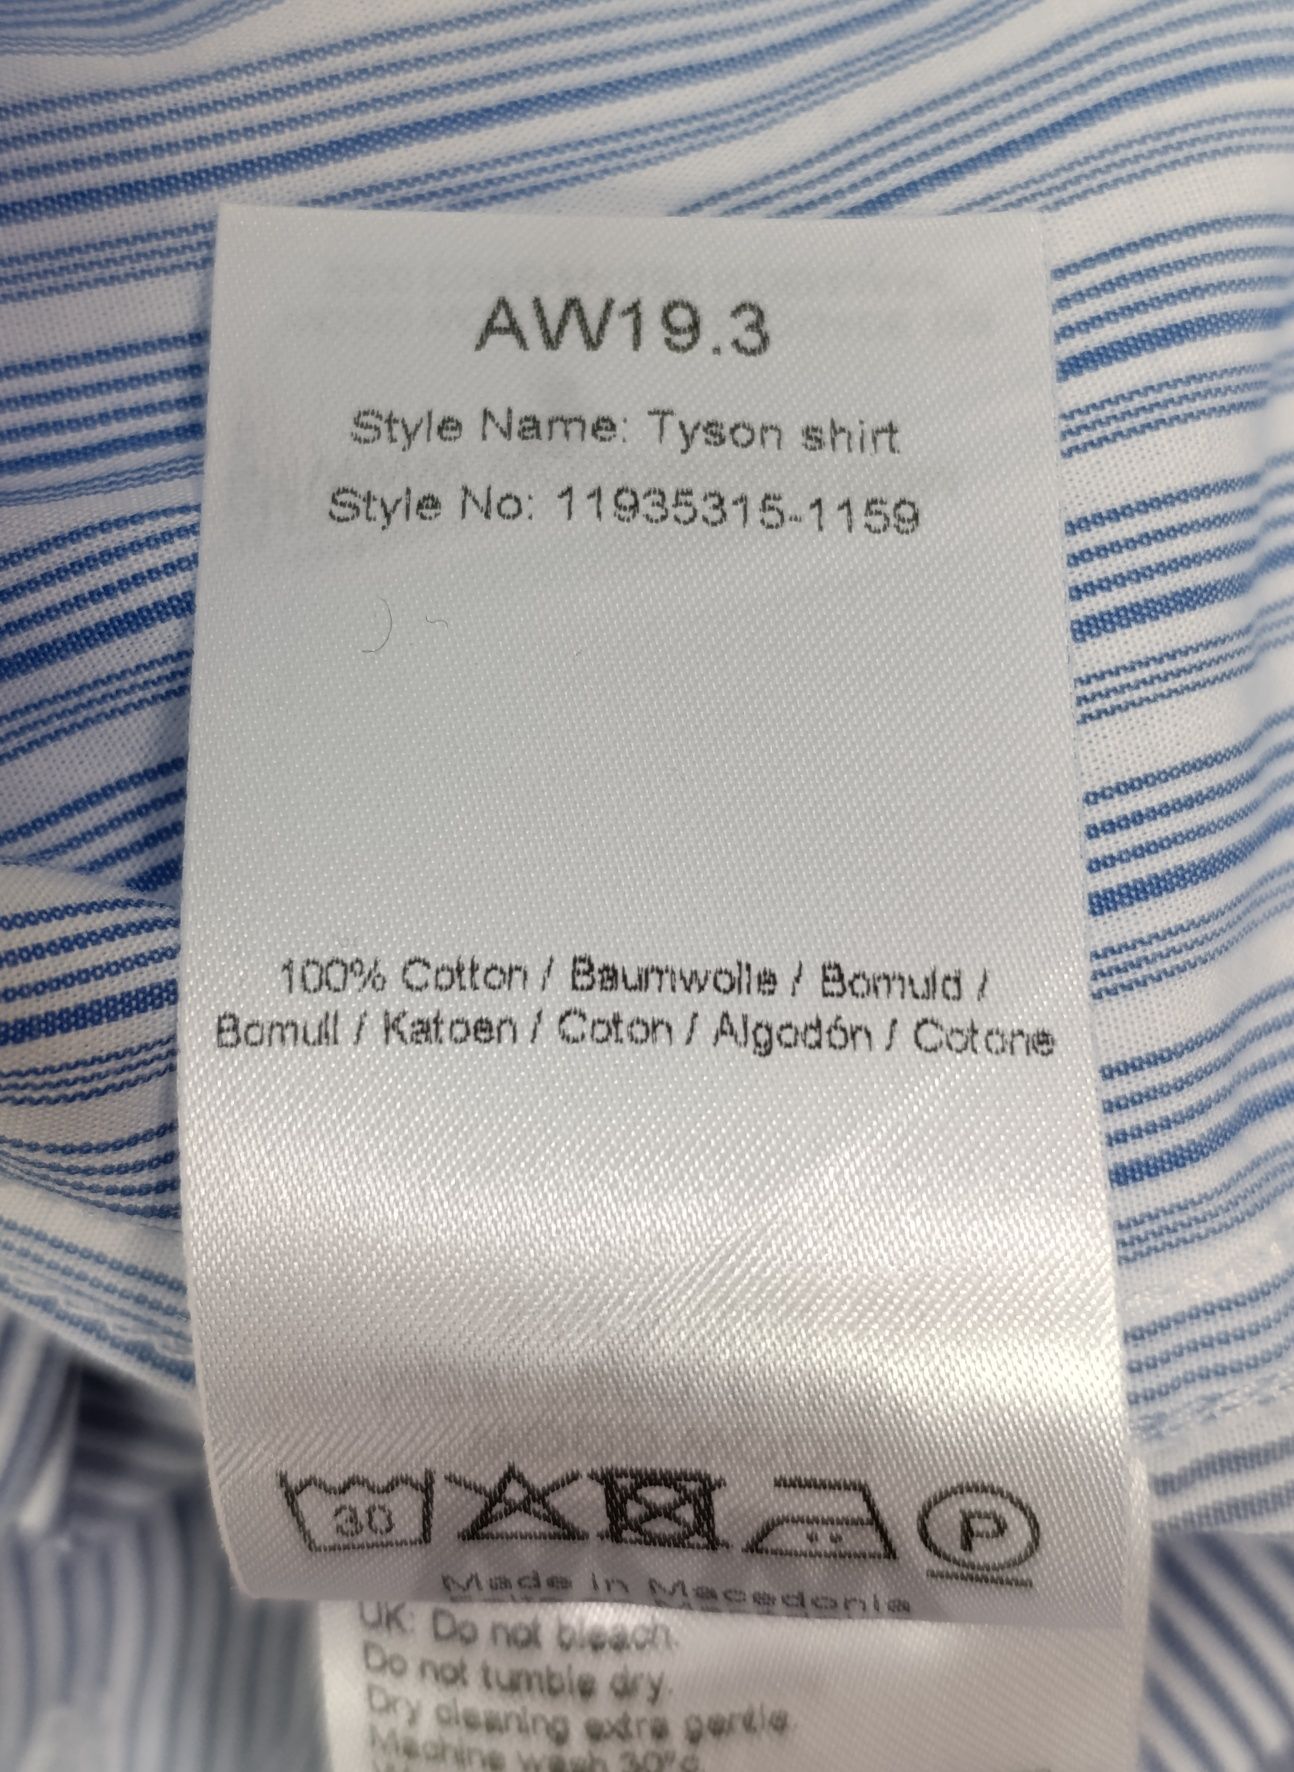 AW19.3
Style Name: Tyson shirt
Style No: 11935315-1159
100% Cotton / Baumwolle / Bomuld /
Bomull / Katoen / Coton / Algodón / Cotone
30
P
Made in Macedonia
UK: Do not bleach.
Do not tumble dry.
Dry cleaning extra gentle.
Machine wash 30°c.